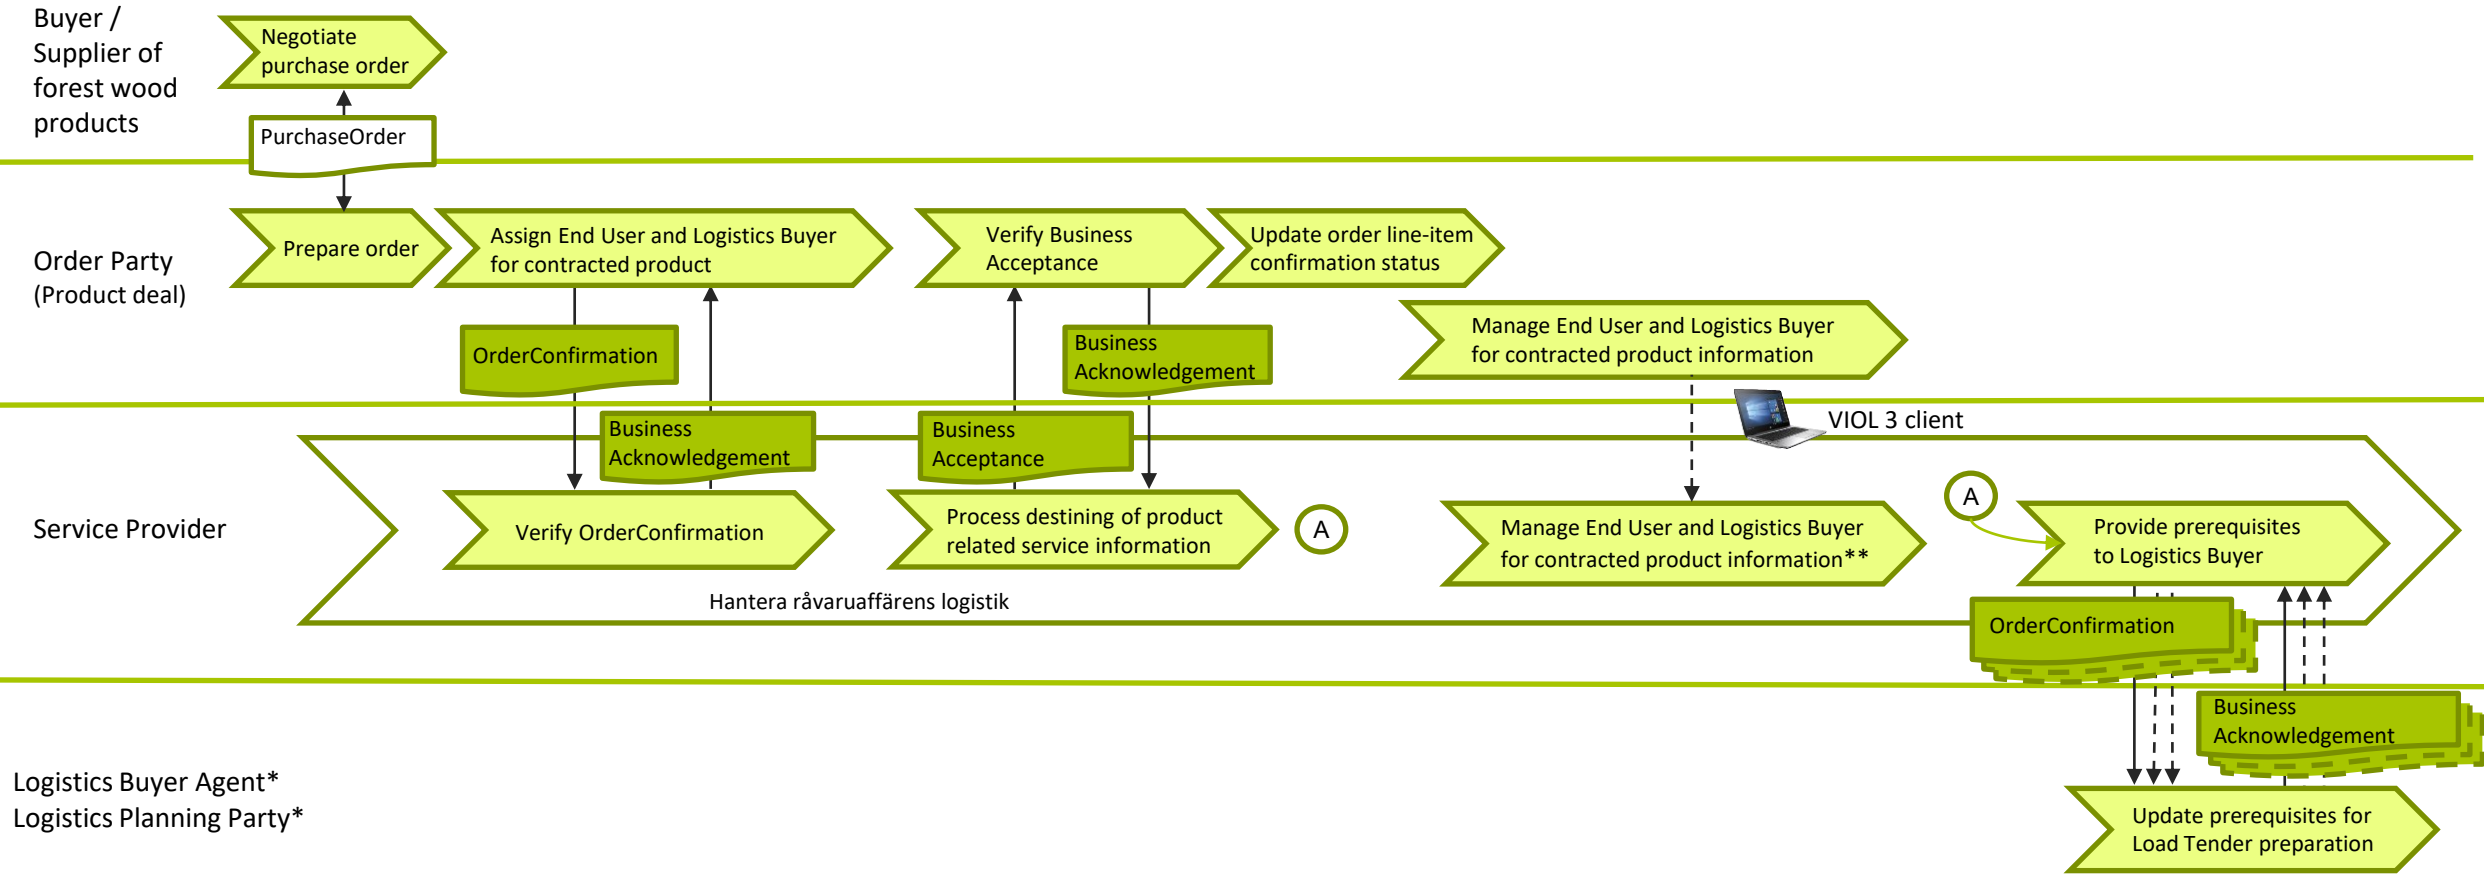 Buyer /
Supplier of
forest wood
products
Negotiate
purchase order
PurchaseOrder
Order Party
(Product deal)
Prepare order
Assign End User and Logistics Buyer
for contracted product
Verify Business
Acceptance
Update order line-item
confirmation status
OrderConfirmation
Business
Acknowledgement
Manage End User and Logistics Buyer
for contracted product information
Business
Acknowledgement
Business
Acceptance
VIOL 3 client
Service Provider
Verify OrderConfirmation
Process destining of product
related service information
A
Manage End User and Logistics Buyer
for contracted product information**
A
Provide prerequisites
to Logistics Buyer
Hantera råvaruaffärens logistik
OrderConfirmation
Business
Acknowledgement
Logistics Buyer Agent*
Logistics Planning Party*
Update prerequisites for
Load Tender preparation